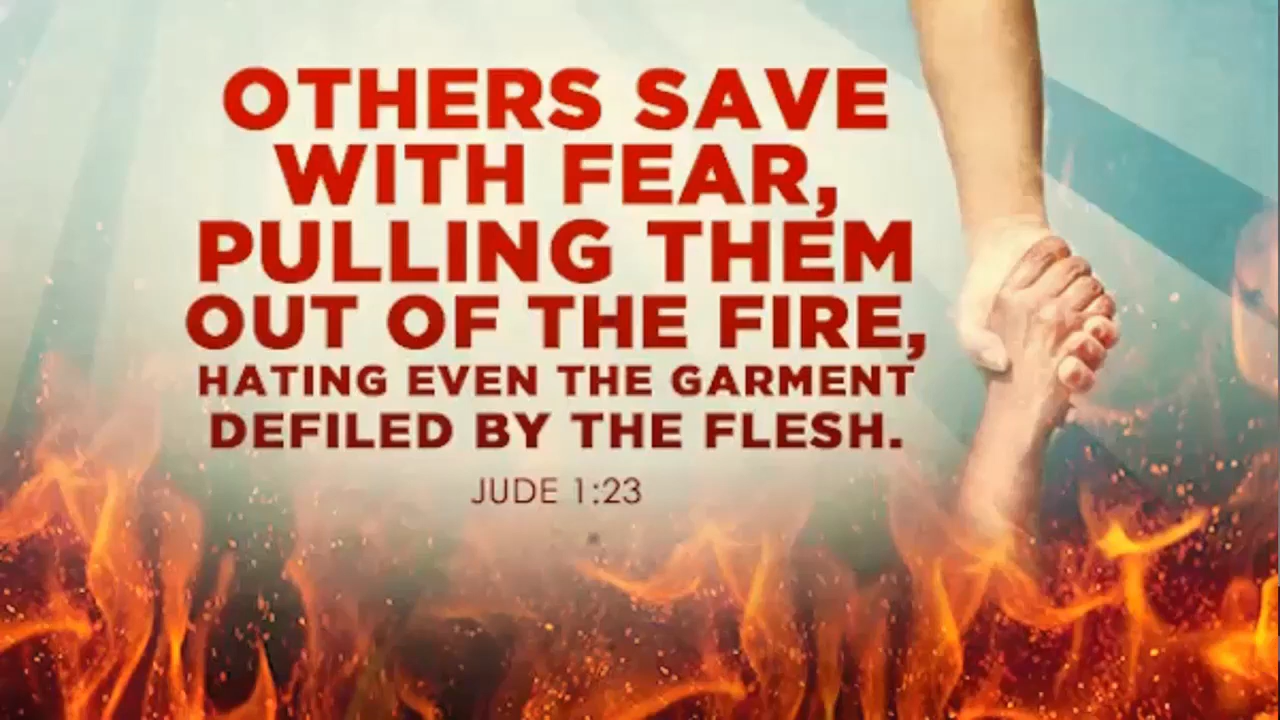 OTHERS SAVE
WITH FEAR,
PULLING THEM
OUT OF THE FIRE,
HATING EVEN THE GARMENT
DEFILED BY THE FLESH.
JUDE 1:23